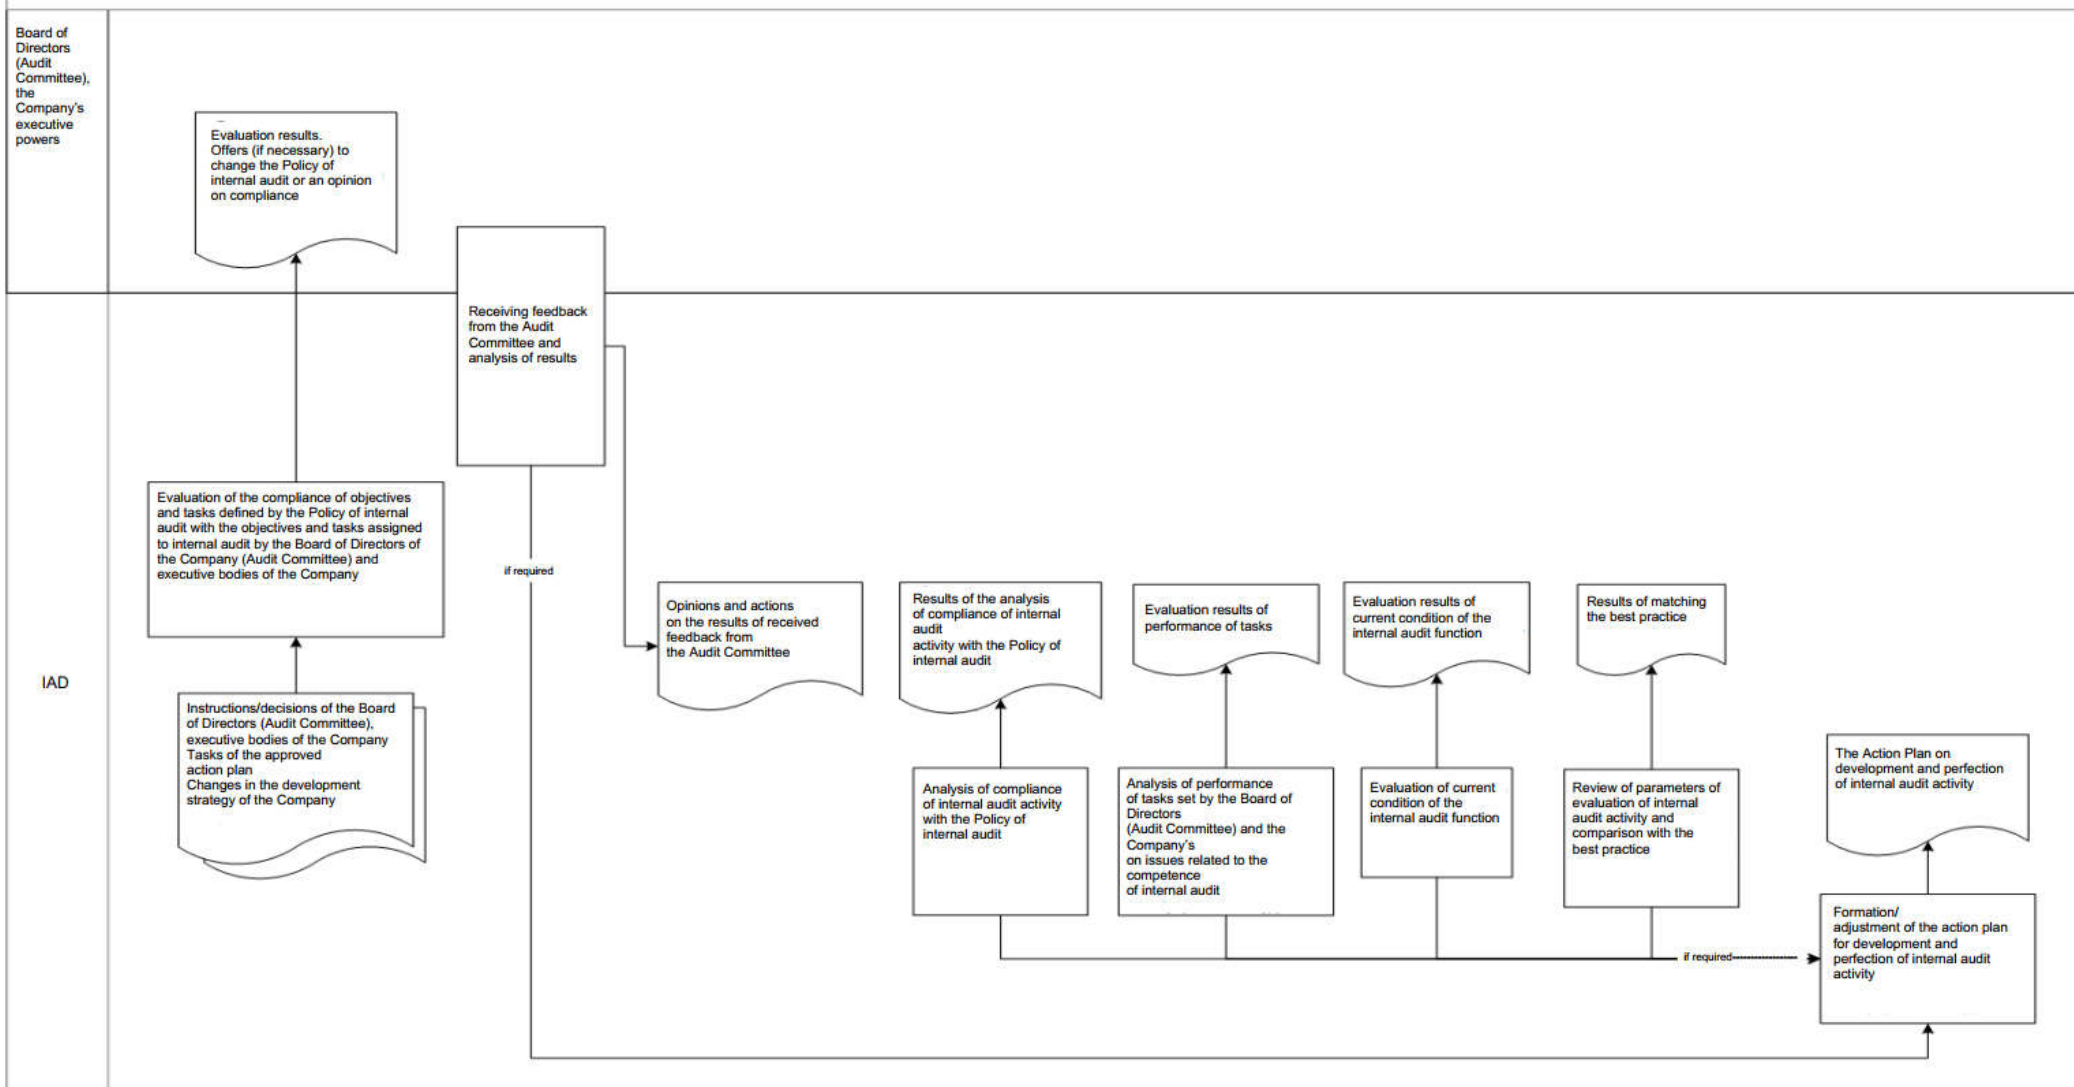 Board of
Directors
(Audit
Committee),
the
Company's
executive
powers
Evaluation results.
Offers (if necessary) to
change the Policy of
internal audit or an opinion
on compliance
Receiving feedback
from the Audit
Committee and
analysis of results
Evaluation of the compliance of objectives
and tasks defined by the Policy of internal
audit with the objectives and tasks assigned
to internal audit by the Board of Directors of
the Company (Audit Committee) and
executive bodies of the Company
if required
IAD
Instructions/decisions of the Board
of Directors (Audit Committee),
executive bodies of the Company
Tasks of the approved
action plan
Changes in the development
strategy of the Company
Opinions and actions
on the results of received
feedback from
the Audit Committee
Results of the analysis
of compliance of internal
audit
activity with the Policy of
internal audit
Evaluation results of
performance of tasks
Evaluation results of
current condition of the
internal audit function
Results of matching
the best practice
Analysis of compliance
of internal audit activity
with the Policy of
internal audit
Analysis of performance
of tasks set by the Board of
Directors
(Audit Committee) and the
Company's
on issues related to the
competence
of internal audit
Evaluation of current
condition of the
internal audit function
Review of parameters of
evaluation of internal
audit activity and
comparison with the
best practice
The Action Plan on
development and perfection
of internal audit activity
if required
Formation/
adjustment of the action plan
for development and
perfection of internal audit
activity